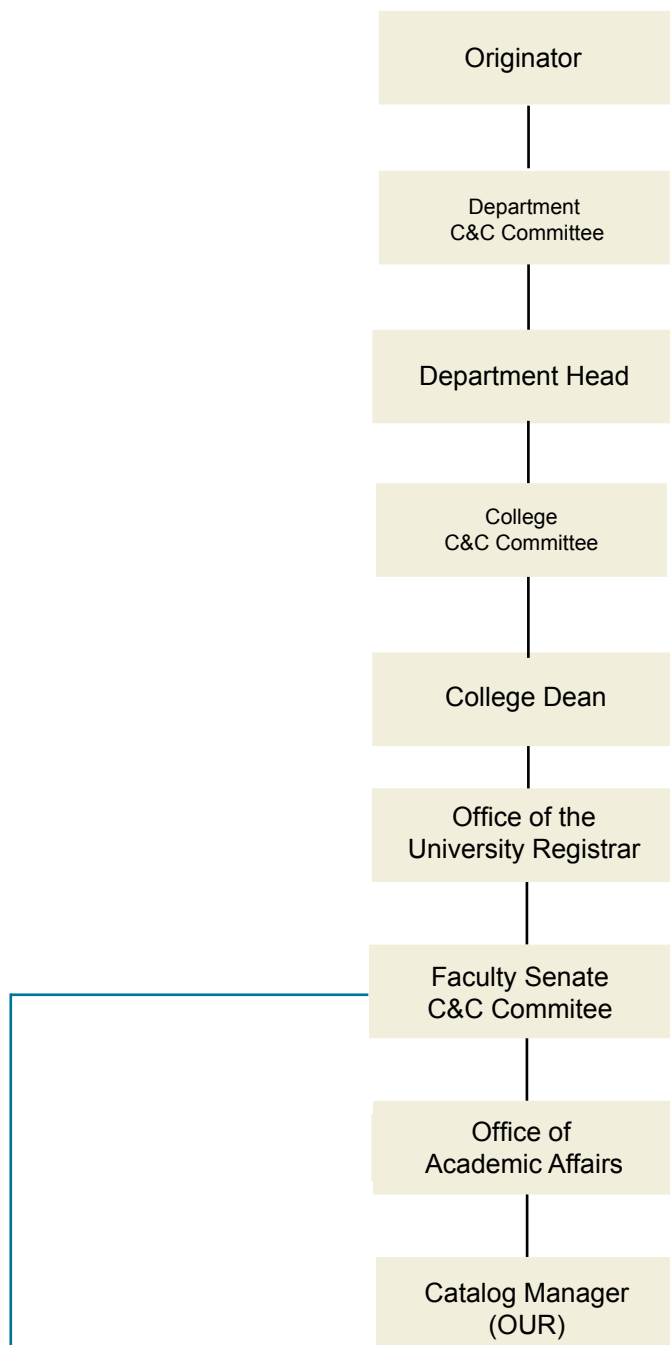 Originator
Department
C&C Committee
Department Head
College
C&C Committee
College Dean
Office of the
University Registrar
Faculty Senate
C&C Commitee
Office of
Academic Affairs
Catalog Manager
(OUR)